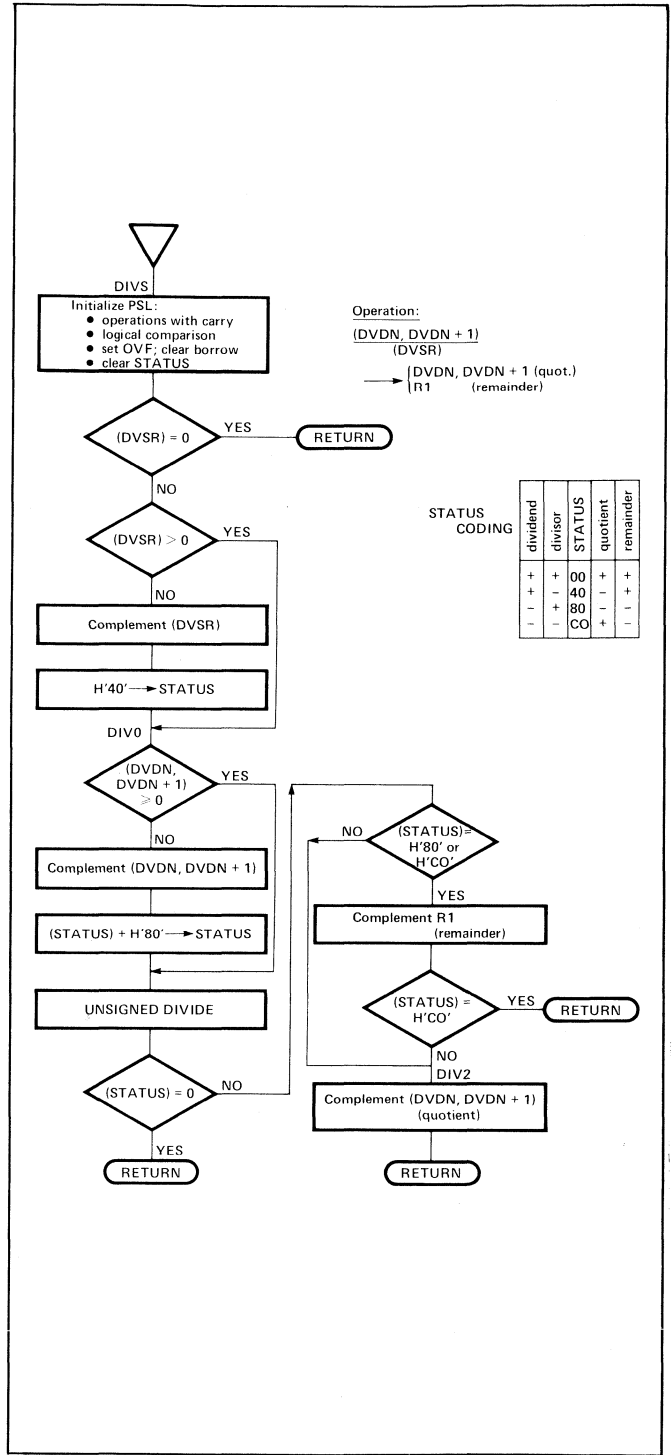 DIVS
Initialize PSL:
● operations with carry
● logical comparison
● set OVF; clear borrow
● clear STATUS
Operation:
(DVDN, DVDN + 1)
(DVSR)
DVDN, DVDN + 1 (quot.)
R1 (remainder)
(DVSR) = 0
YES
RETURN
NO
(DVSR) > 0
YES
NO
Complement (DVSR)
H'40' → STATUS
DIV0
STATUS
CODING
dividend divisor STATUS quotient remainder
+ + 00 + +
+ - 40 - +
- + 80 - -
- - CO + -
(DVDN,
DVDN + 1)
⩾ 0
YES
NO
Complement (DVDN, DVDN + 1)
(STATUS) + H'80' → STATUS
UNSIGNED DIVIDE
(STATUS) = 0
NO
YES
RETURN
(STATUS)=
H'80' or
H'CO'
NO
YES
Complement R1
(remainder)
(STATUS) =
H'CO'
YES
RETURN
NO
DIV2
Complement (DVDN, DVDN + 1)
(quotient)
RETURN